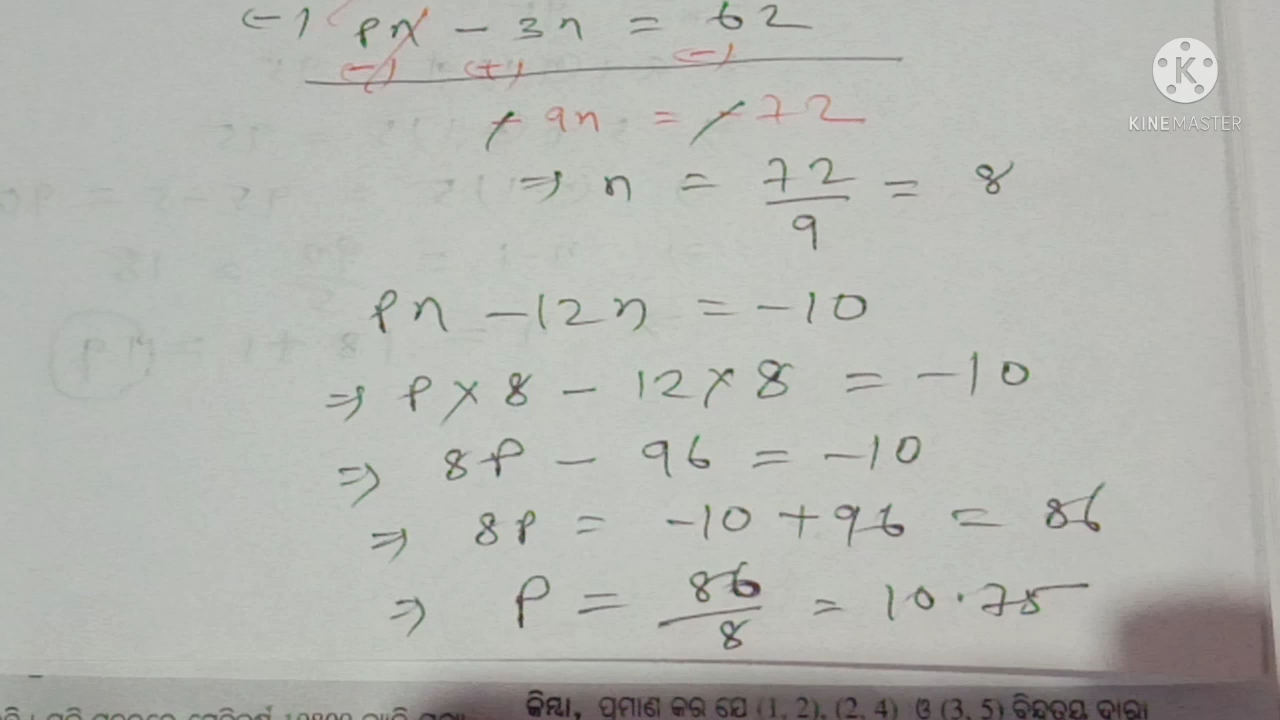 (-) pn - 3n = 62
(-) (+) (-)
K
KINEMASTER
- 9n = - 72
⇒ n = 72/9 = 8
pn - 12n = -10
⇒ p × 8 - 12 × 8 = -10
⇒ 8p - 96 = -10
⇒ 8p = -10 + 96 = 86
⇒ p = 86/8 = 10.75
କିମ୍ବା, ପ୍ରମାଣ କର ଯେ (1, 2), (2, 4) ଓ (3, 5) ବିନ୍ଦୁତ୍ରୟ ଦ୍ୱାରା